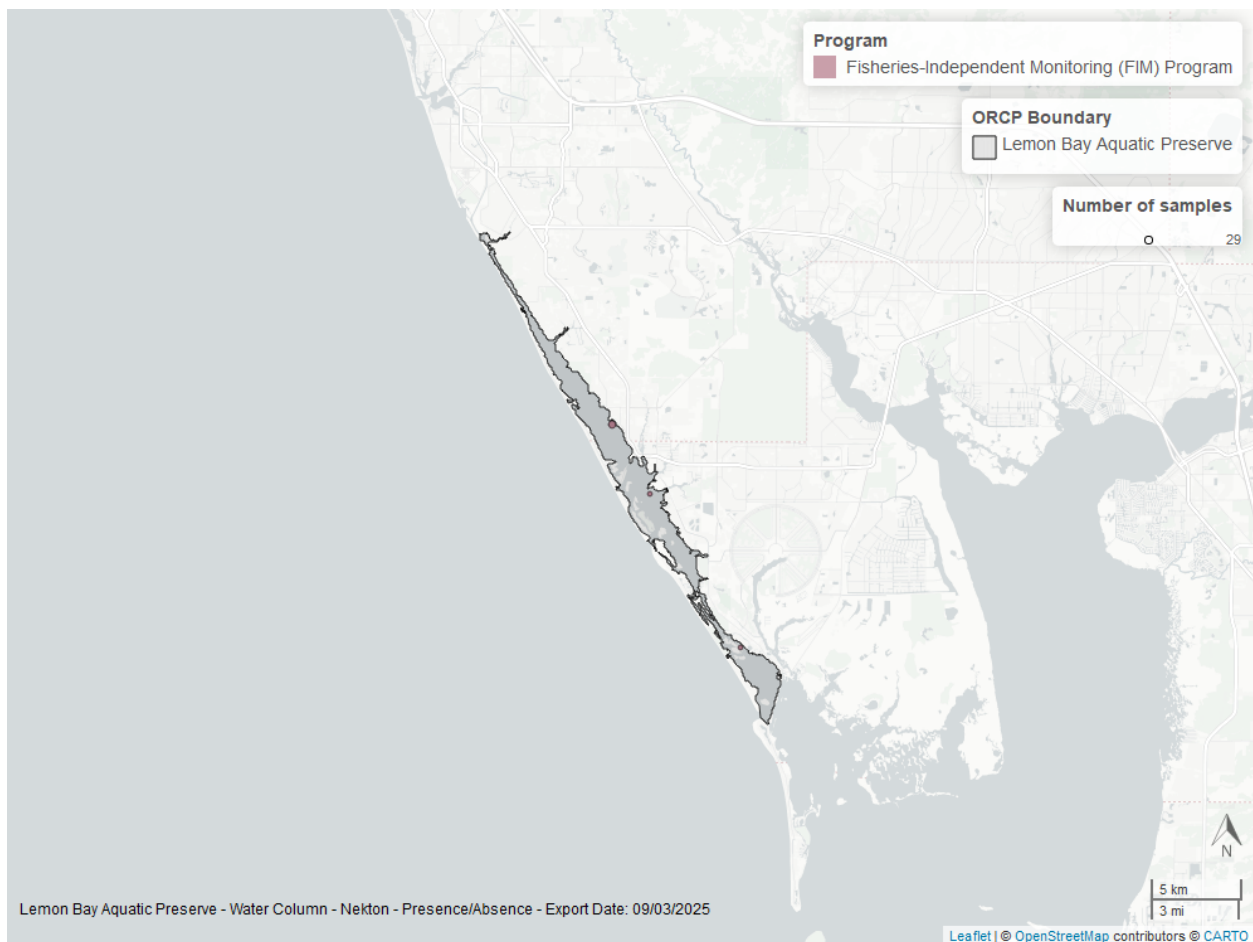 Program
Fisheries-Independent Monitoring (FIM) Program
ORCP Boundary
Lemon Bay Aquatic Preserve
Number of samples
29
N
5 km
3 mi
Lemon Bay Aquatic Preserve - Water Column - Nekton - Presence/Absence - Export Date: 09/03/2025
Leaflet | © OpenStreetMap contributors © CARTO